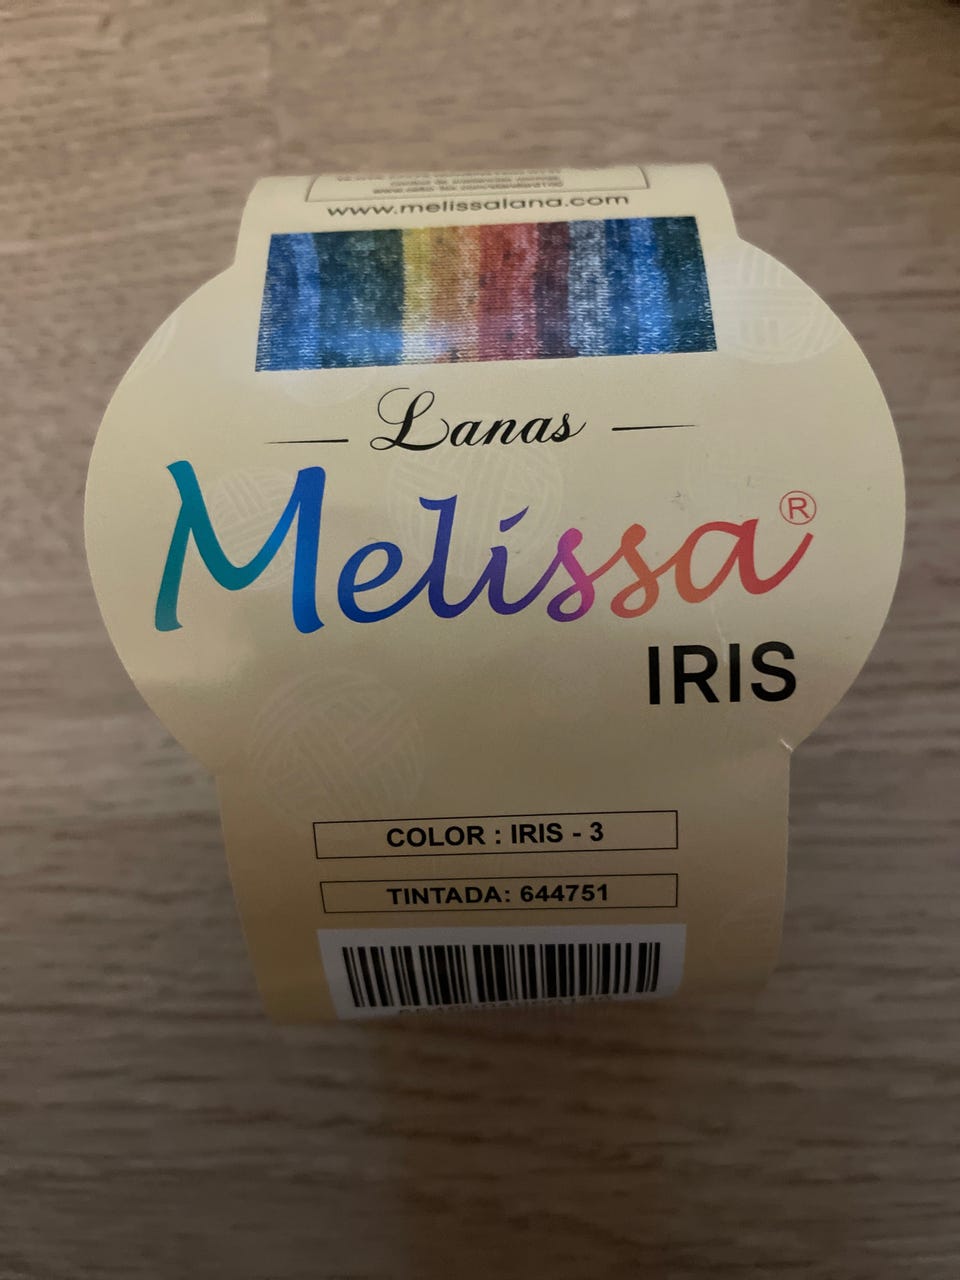 www.melissalana.com
Lanas
Melissa®
IRIS
COLOR : IRIS - 3
TINTADA: 644751